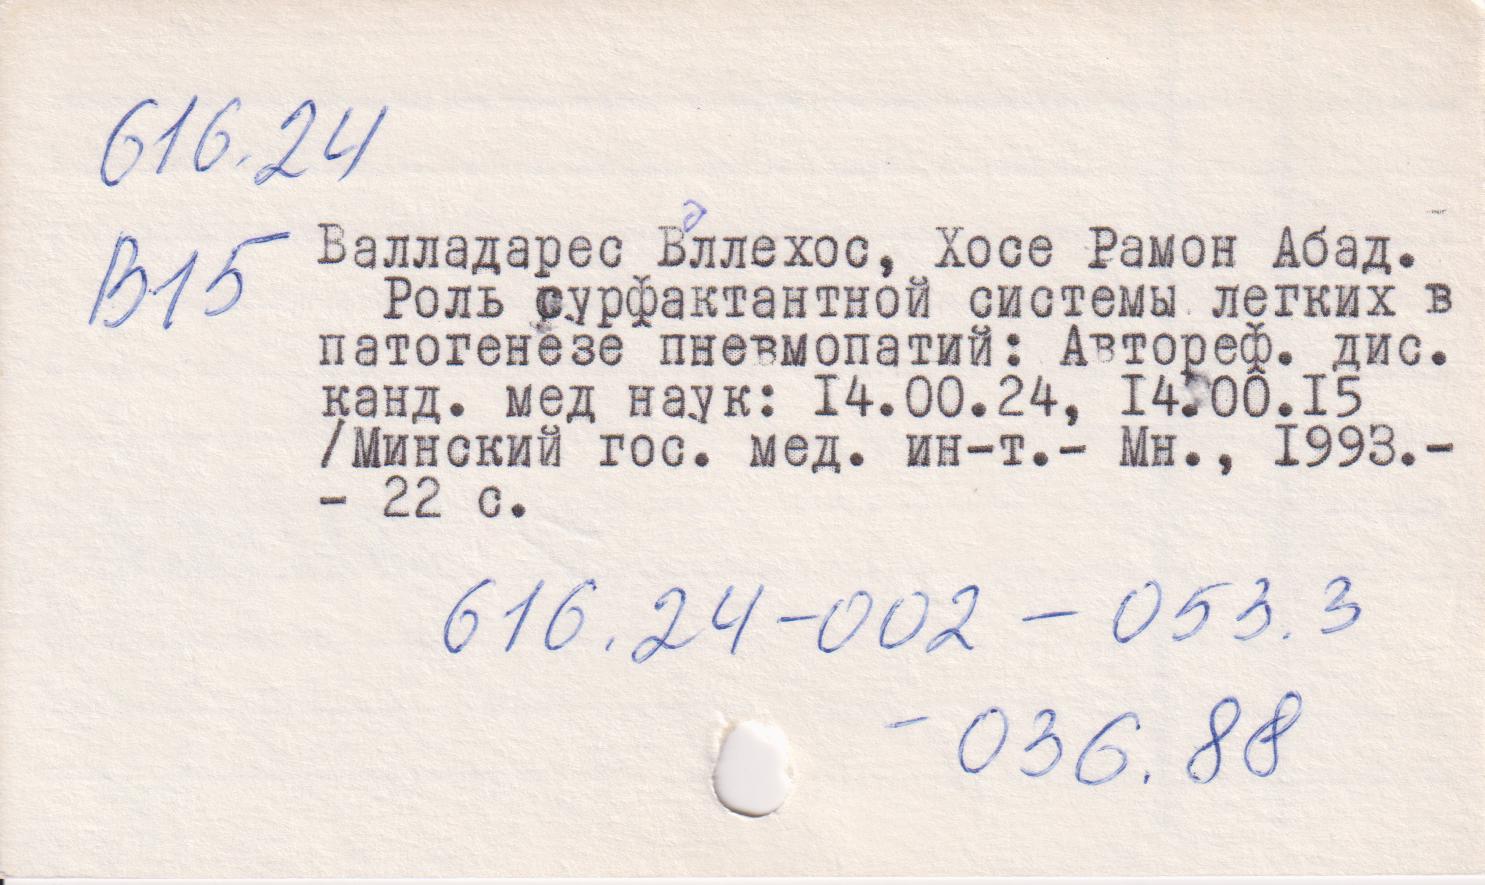 616.24
В15
Валладарес Вллехос, Хосе Рамон Абад.
а
Роль сурфактантной системы легких в
патогенезе пневмопатий: Автореф. дис.
канд. мед наук: I4.00.24, I4.00.I5
/Минский гос. мед. ин-т.- Мн., I993.-
- 22 с.
616.24-002-053.3
-036.88